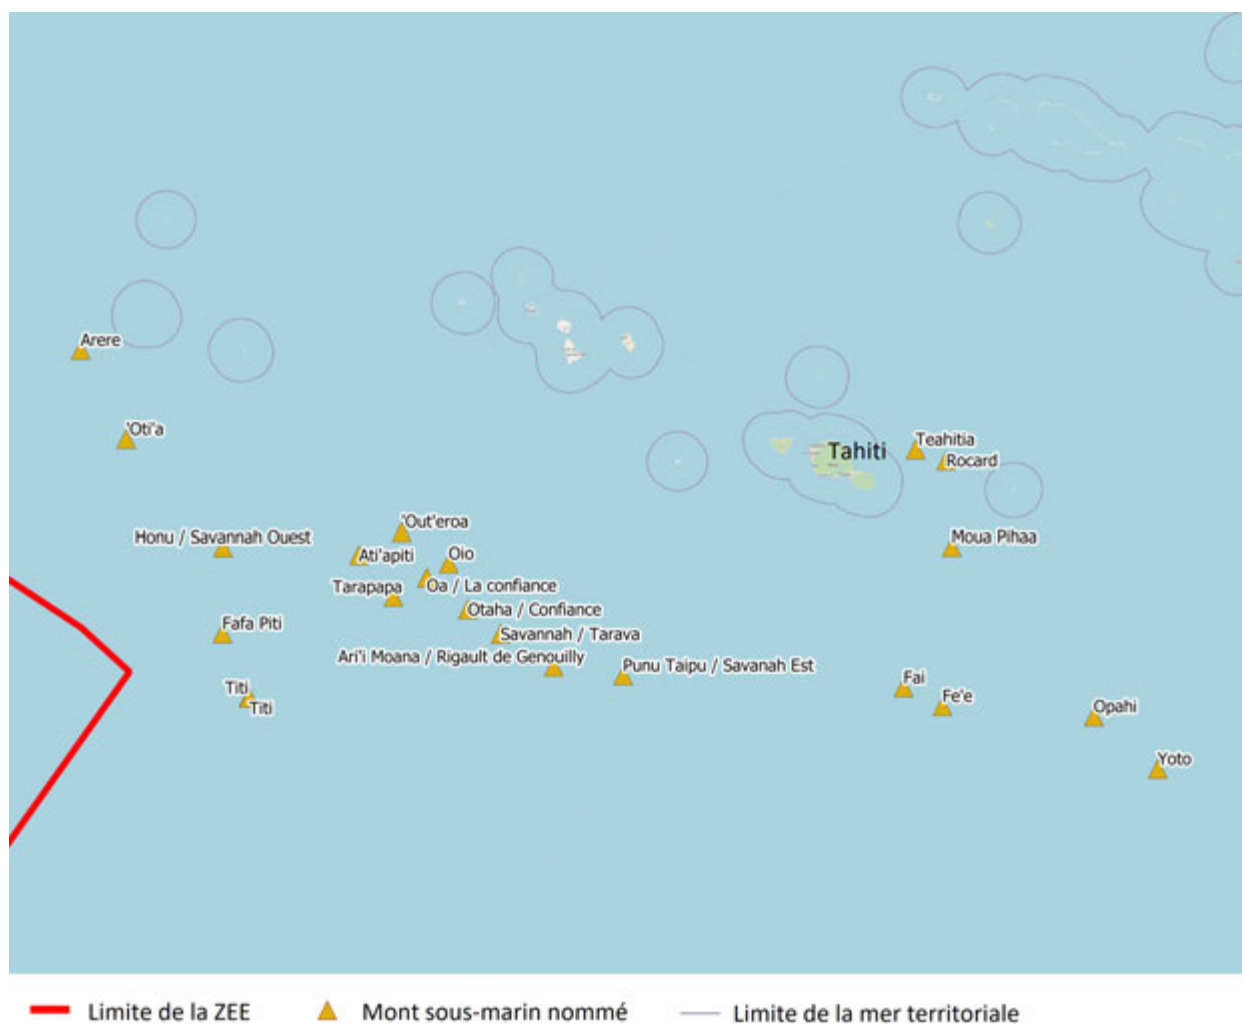 Arere
'Oti'a
Tahiti
Teahitia
Rocard
'Out'eroa
Honu / Savannah Ouest
Moua Pihaa
Ati'apiti
Oio
Tarapapa
Oa / La confiance
Otaha / Confiance
Fafa Piti
Savannah / Tarava
Ari'i Moana / Rigault de Genouilly
Punu Taipu / Savanah Est
Fai
Titi
Fe'e
Titi
Opahi
Yoto
Limite de la ZEE
Mont sous-marin nommé
Limite de la mer territoriale